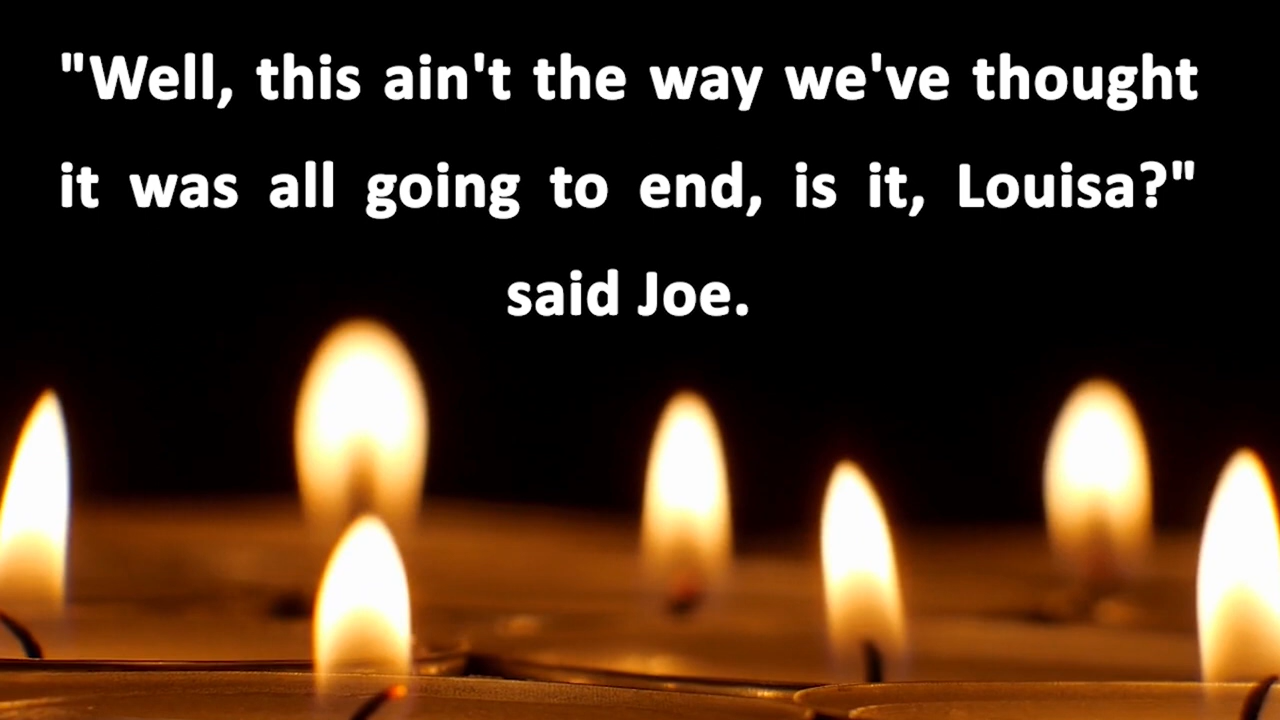 "Well, this ain't the way we've thought
it was all going to end, is it, Louisa?"
said Joe.